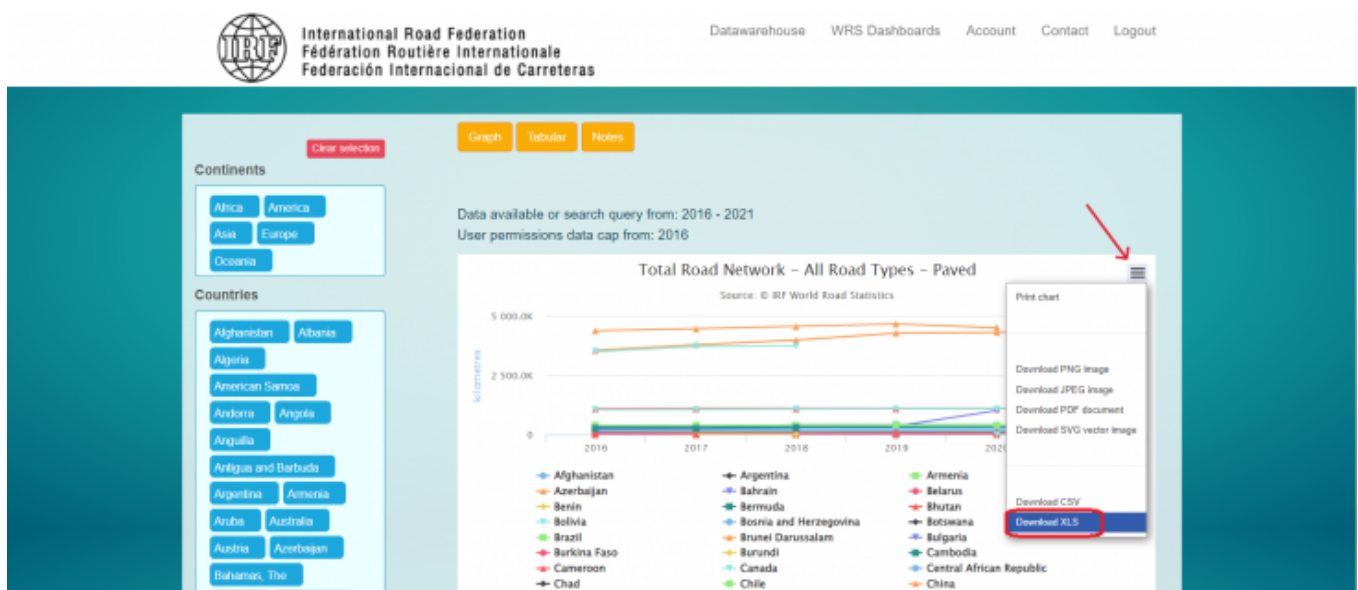 IRF
International Road Federation
Fédération Routière Internationale
Federación Internacional de Carreteras
Datawarehouse WRS Dashboards Account Contact Logout
Clear selection
Continents
Africa America
Asia Europe
Oceania
Countries
Afghanistan Albania
Algeria
American Samoa
Andorra Angola
Anguilla
Antigua and Barbuda
Argentina Armenia
Aruba Australia
Austria Azerbaijan
Bahamas, The
Graph Tabular Notes
Data available or search query from: 2016 - 2021
User permissions data cap from: 2016
Total Road Network – All Road Types – Paved
Source: © IRF World Road Statistics
kilometres
5 000.0K
2 500.0K
0
2016 2017 2018 2019 2020
Print chart
Download PNG image
Download JPEG image
Download PDF document
Download SVG vector image
Download CSV
Download XLS
Afghanistan Argentina Armenia
Azerbaijan Bahrain Belarus
Benin Bermuda Bhutan
Bolivia Bosnia and Herzegovina Botswana
Brazil Brunei Darussalam Bulgaria
Burkina Faso Burundi Cambodia
Cameroon Canada Central African Republic
Chad Chile China